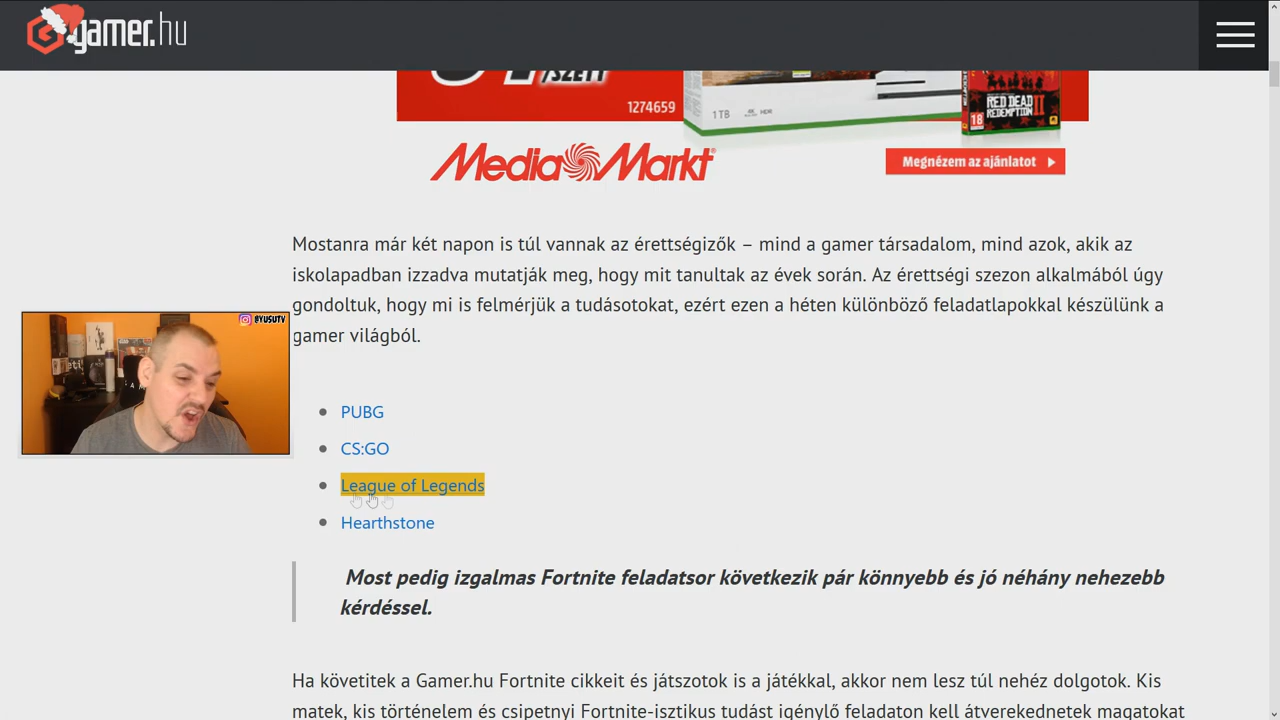 gamer.hu
/SZETT
1274659
1 TB
HDR
RED DEAD
REDEMPTION II
18
MediaMarkt
Megnézem az ajánlatot
Mostanra már két napon is túl vannak az érettségizők – mind a gamer társadalom, mind azok, akik az
iskolapadban izzadva mutatják meg, hogy mit tanultak az évek során. Az érettségi szezon alkalmából úgy
gondoltuk, hogy mi is felmérjük a tudásotokat, ezért ezen a héten különböző feladatlapokkal készülünk a
gamer világból.
@YUSUTV
PUBG
CS:GO
League of Legends
Hearthstone
Most pedig izgalmas Fortnite feladatsor következik pár könnyebb és jó néhány nehezebb
kérdéssel.
Ha követitek a Gamer.hu Fortnite cikkeit és játszotok is a játékkal, akkor nem lesz túl nehéz dolgotok. Kis
matek, kis történelem és csipetnyi Fortnite-isztikus tudást igénylő feladaton kell átverekednetek magatokat